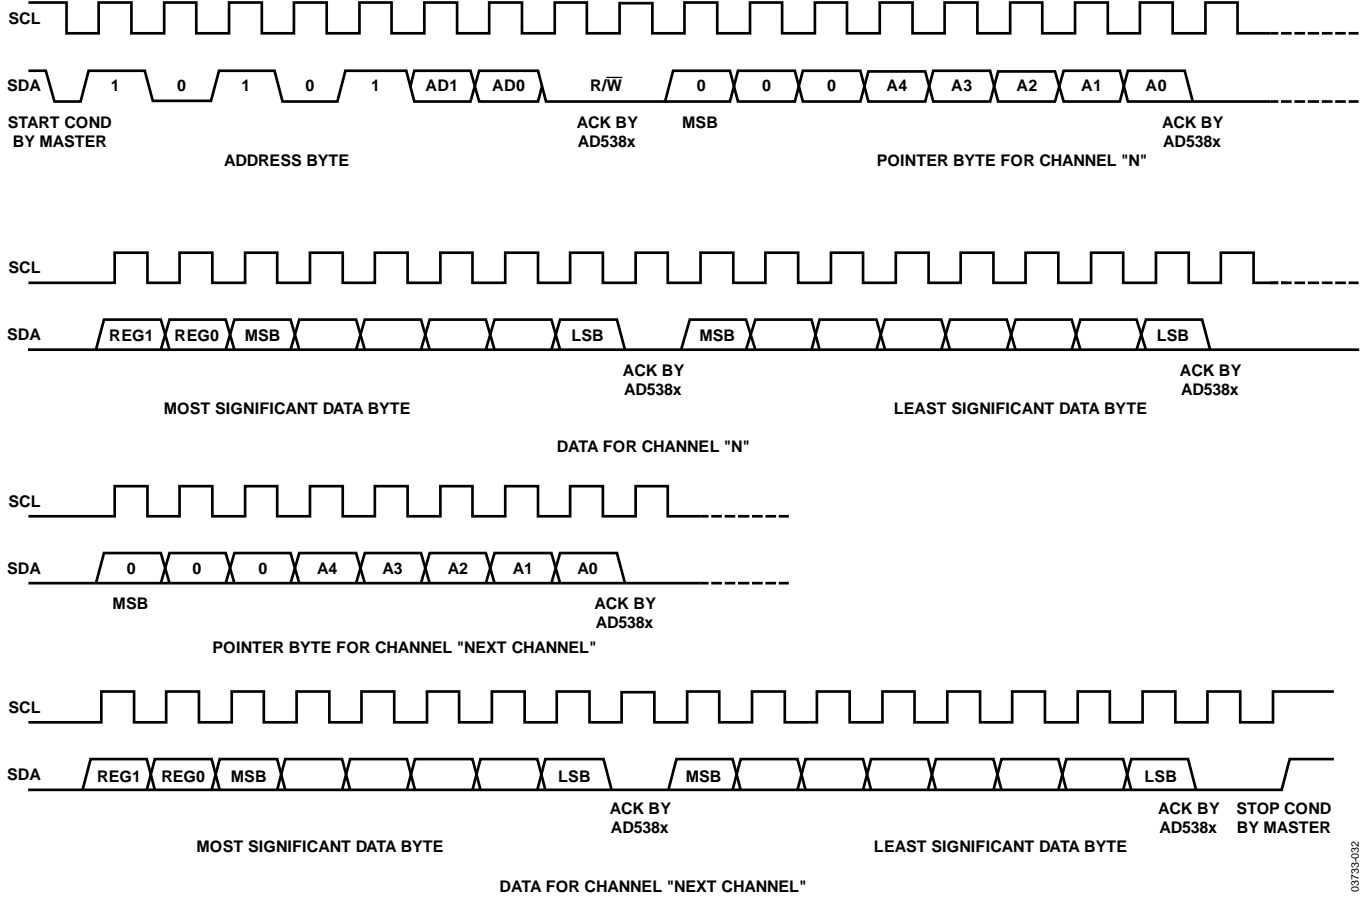 SCL
SDA 1 0 1 0 1 AD1 AD0 R/W̅ 0 0 0 A4 A3 A2 A1 A0
START COND BY MASTER
ACK BY AD538x
MSB
ACK BY AD538x
ADDRESS BYTE
POINTER BYTE FOR CHANNEL "N"
SCL
SDA REG1 REG0 MSB LSB MSB LSB
ACK BY AD538x
ACK BY AD538x
MOST SIGNIFICANT DATA BYTE
LEAST SIGNIFICANT DATA BYTE
DATA FOR CHANNEL "N"
SCL
SDA 0 0 0 A4 A3 A2 A1 A0
MSB
ACK BY AD538x
POINTER BYTE FOR CHANNEL "NEXT CHANNEL"
SCL
SDA REG1 REG0 MSB LSB MSB LSB
ACK BY AD538x
ACK BY AD538x
STOP COND BY MASTER
MOST SIGNIFICANT DATA BYTE
LEAST SIGNIFICANT DATA BYTE
DATA FOR CHANNEL "NEXT CHANNEL"
03733-032